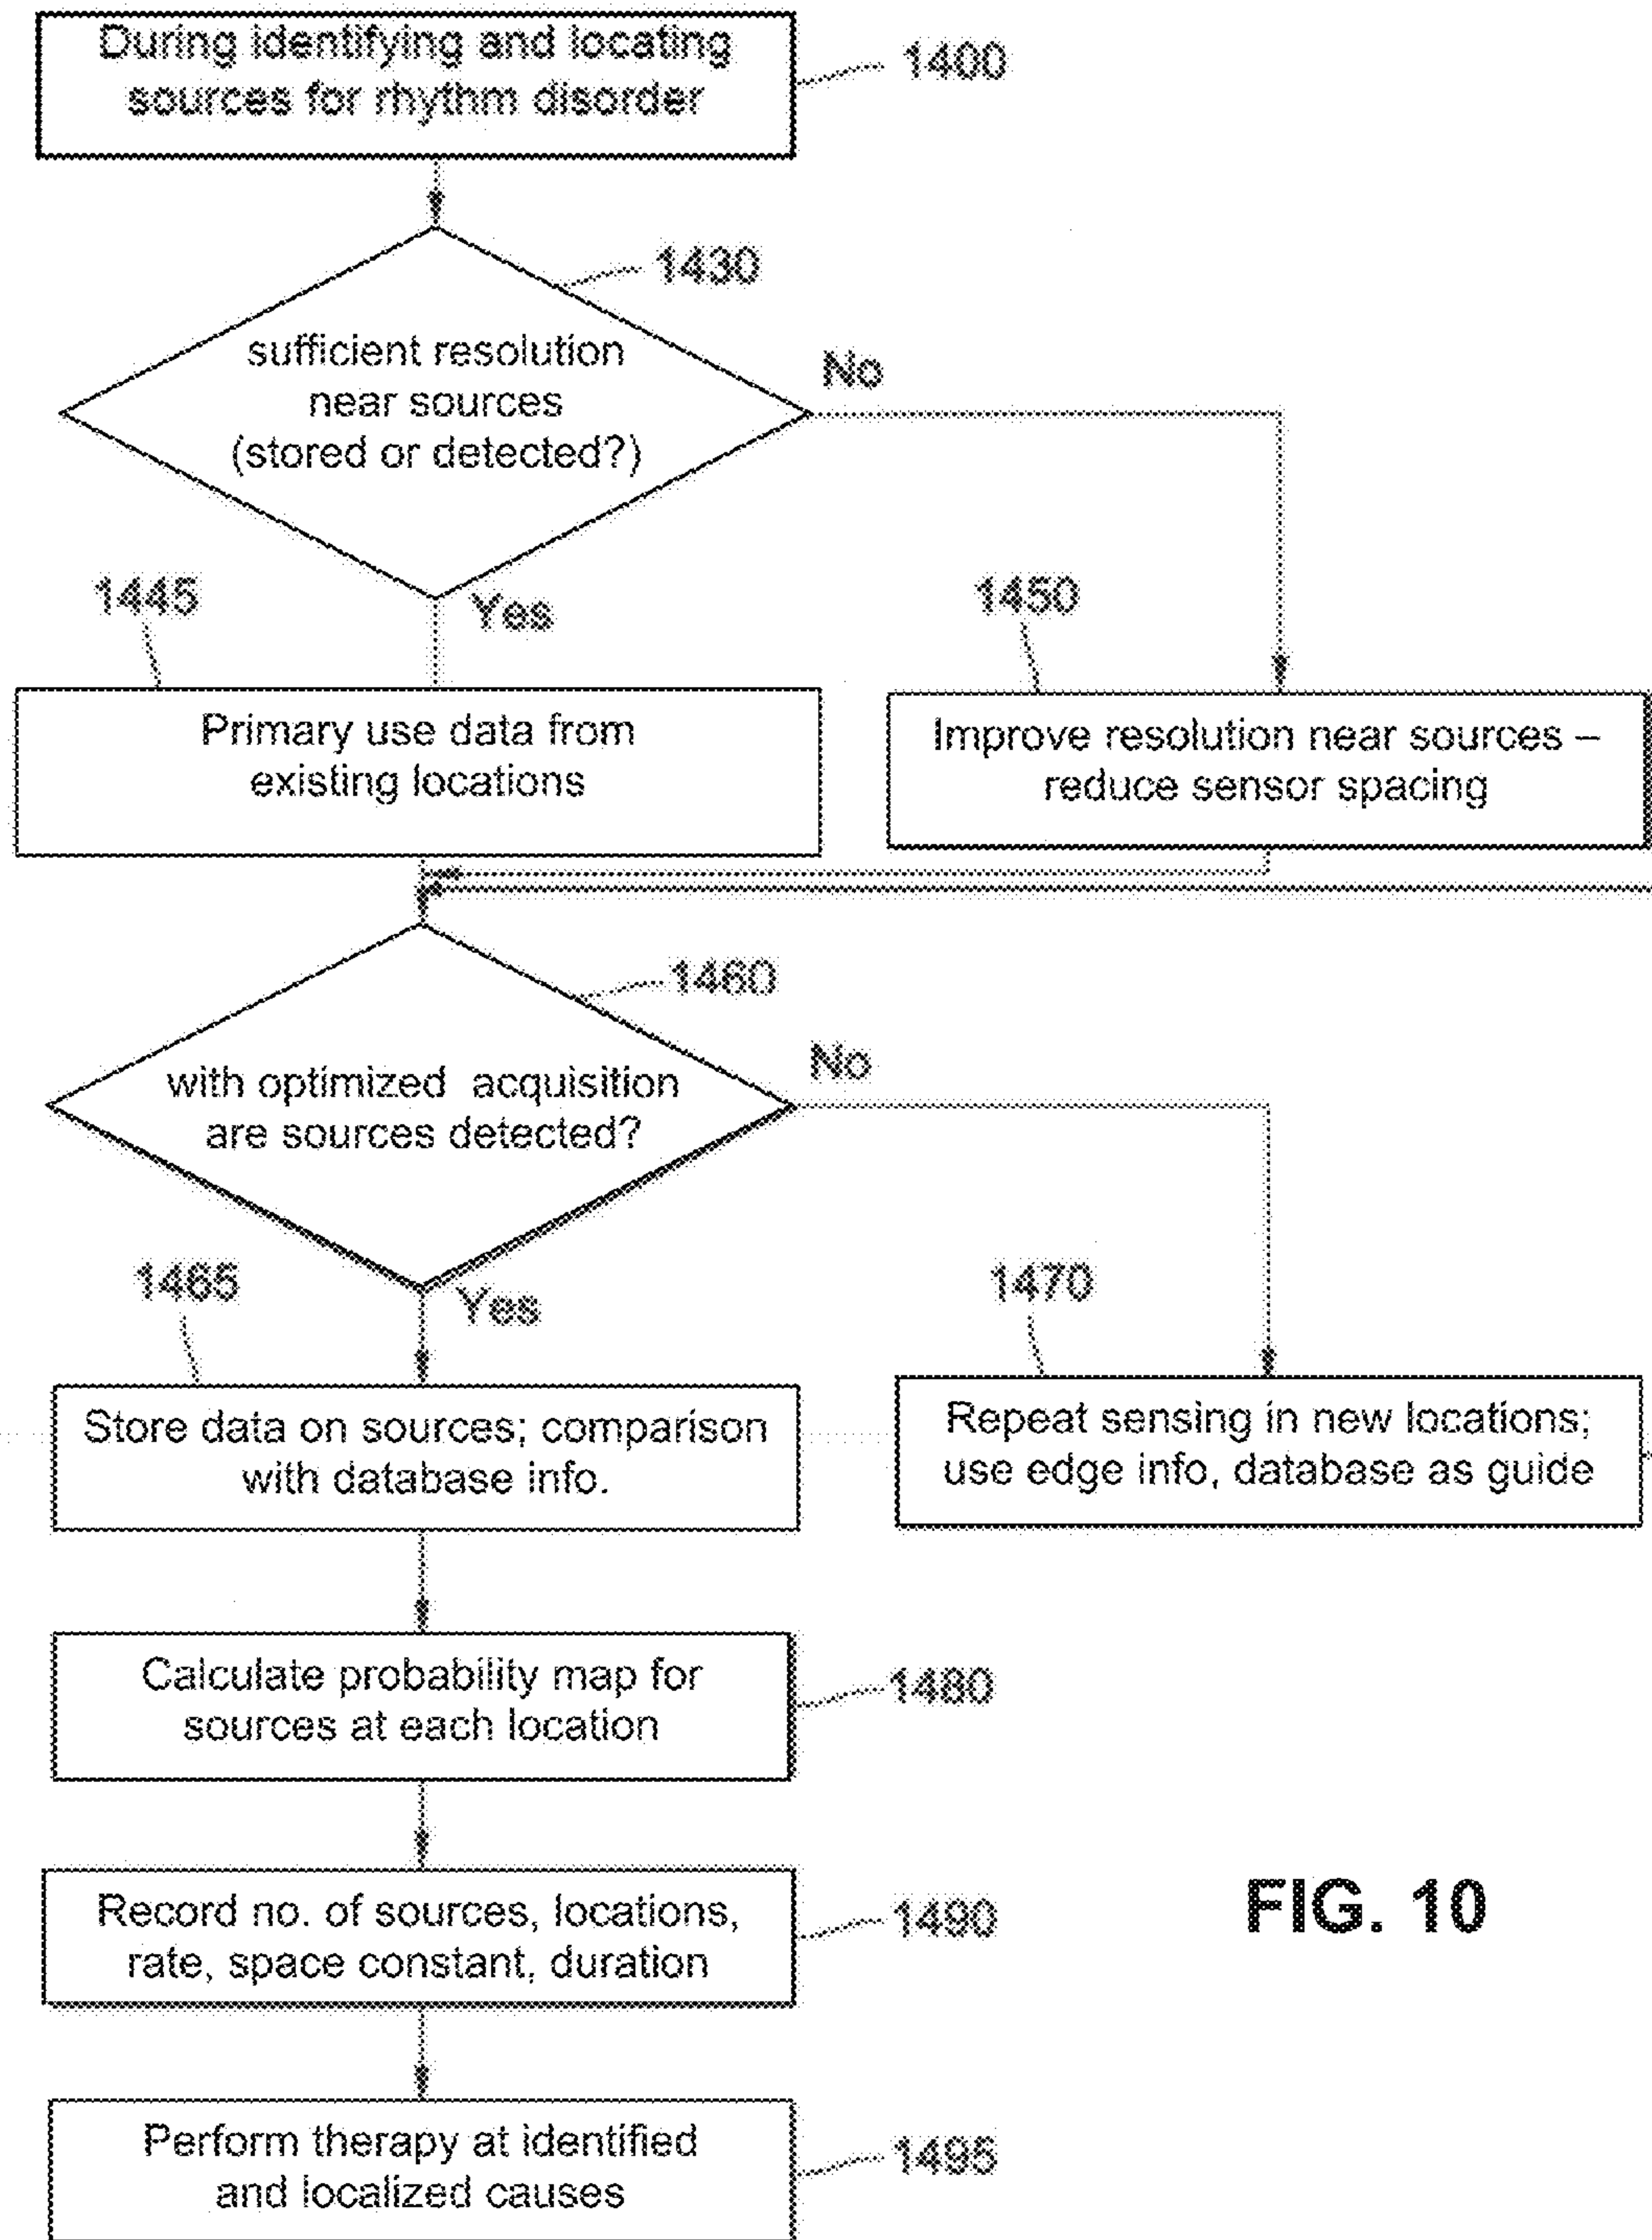 During identifying and locating
sources for rhythm disorder
1400
1430
sufficient resolution
near sources
(stored or detected?)
No
Yes
1445
1450
Primary use data from
existing locations
Improve resolution near sources –
reduce sensor spacing
1460
with optimized acquisition
are sources detected?
No
Yes
1465
1470
Store data on sources; comparison
with database info.
Repeat sensing in new locations;
use edge info, database as guide
Calculate probability map for
sources at each location
1480
Record no. of sources, locations,
rate, space constant, duration
1490
FIG. 10
Perform therapy at identified
and localized causes
1495